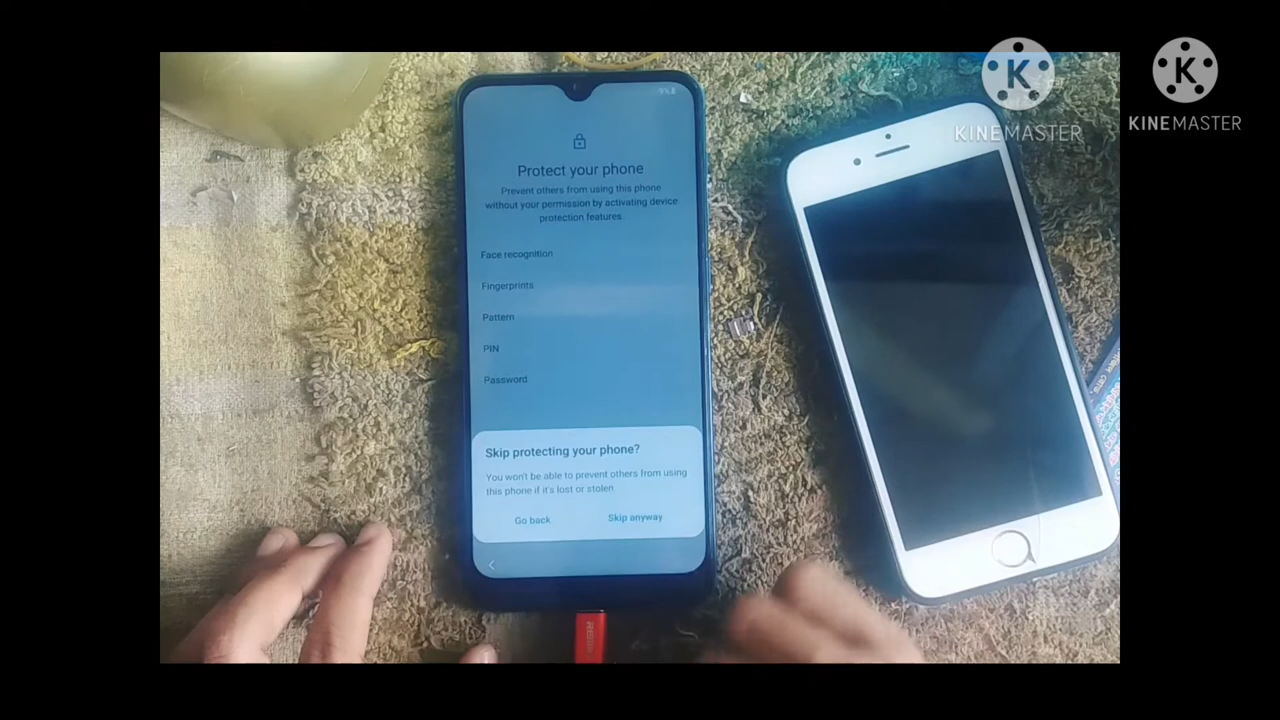 Protect your phone
Prevent others from using this phone
without your permission by activating device
protection features.
Face recognition
Fingerprints
Pattern
PIN
Password
Skip protecting your phone?
You won't be able to prevent others from using
this phone if it's lost or stolen.
Go back
Skip anyway
K
KINEMASTER
K
KINEMASTER